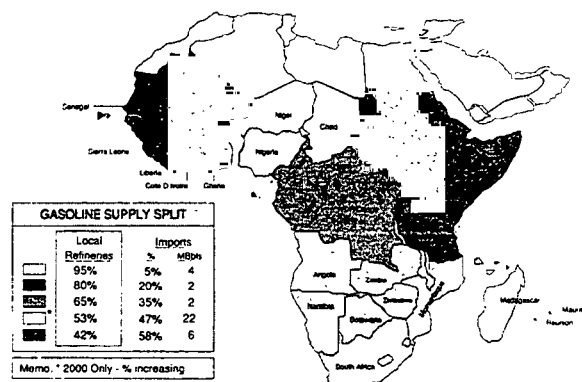 Senegal
Sierra Leone
Liberia
Cote D'Ivoire
Ghana
Niger
Nigeria
Chad
Angola
Zambia
Namibia
Botswana
Zimbabwe
Madagascar
Reunion
South Africa
GASOLINE SUPPLY SPLIT
Local Imports
Refineries % MBbls
95% 5% 4
80% 20% 2
65% 35% 2
* 53% 47% 22
42% 58% 6
Memo. * 2000 Only - % increasing